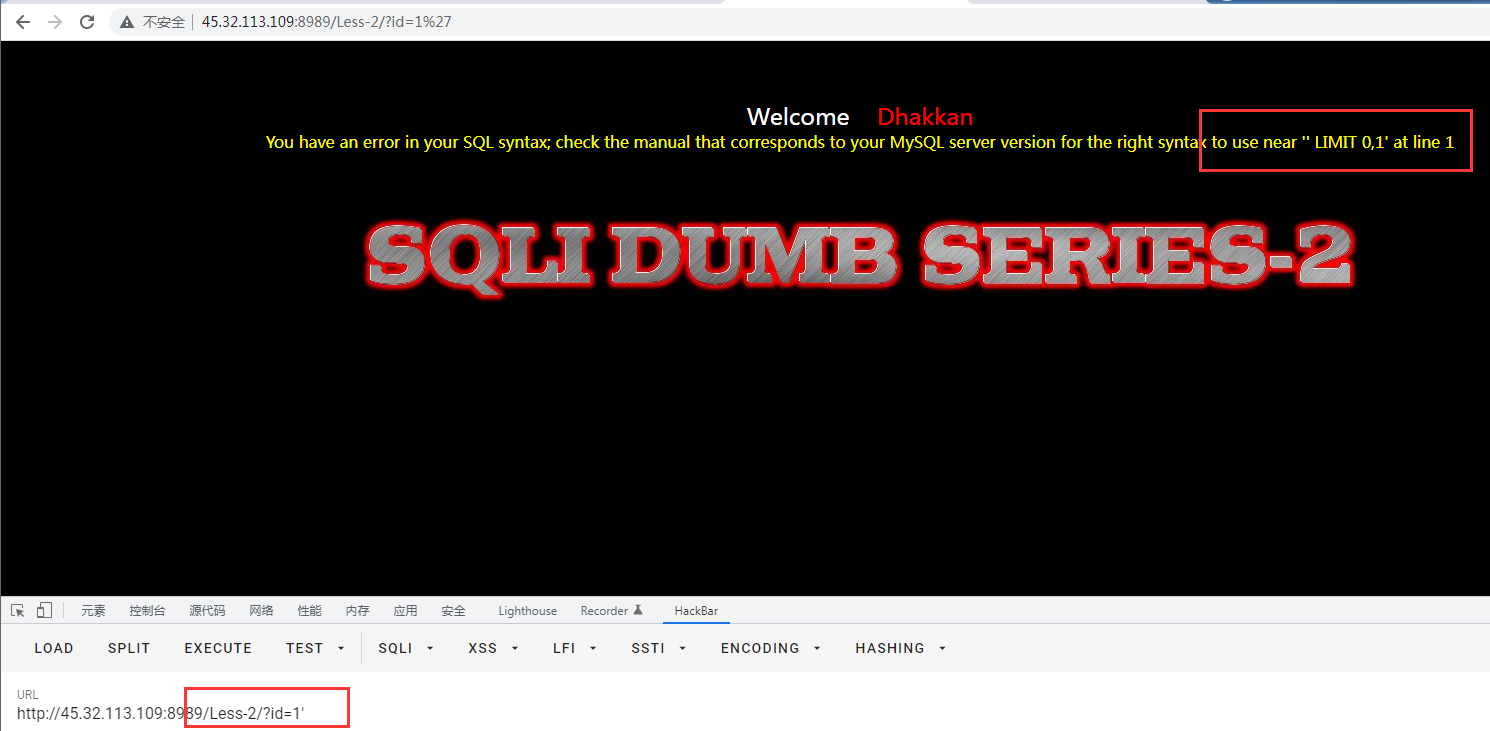 不安全 | 45.32.113.109:8989/Less-2/?id=1%27
Welcome Dhakkan
You have an error in your SQL syntax; check the manual that corresponds to your MySQL server version for the right syntax to use near '' LIMIT 0,1' at line 1
SQLI DUMB SERIES-2
元素 控制台 源代码 网络 性能 内存 应用 安全 Lighthouse Recorder HackBar
LOAD SPLIT EXECUTE TEST SQLI XSS LFI SSTI ENCODING HASHING
URL
http://45.32.113.109:8989/Less-2/?id=1'